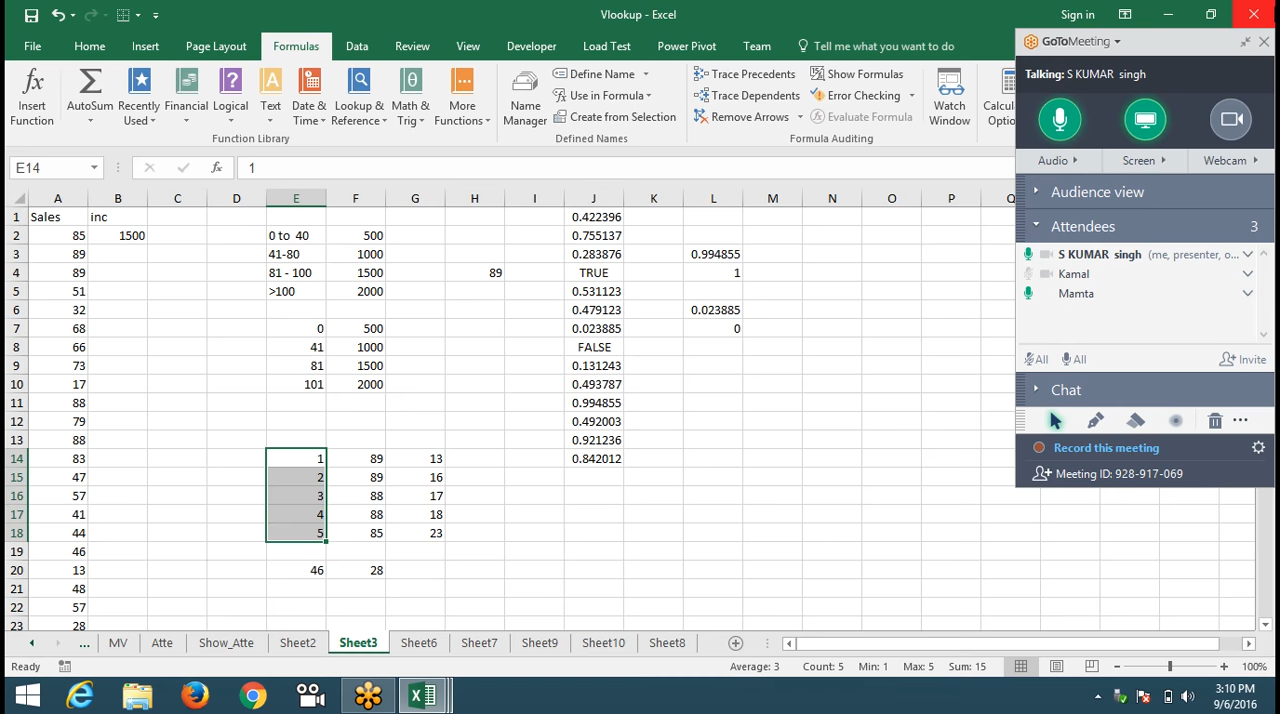 Vlookup - Excel
Sign in
File Home Insert Page Layout Formulas Data Review View Developer Load Test Power Pivot Team Tell me what you want to do
GoToMeeting
Talking: S KUMAR singh
Insert Function
AutoSum
Recently Used
Financial
Logical
Text
Date & Time
Lookup & Reference
Math & Trig
More Functions
Function Library
Name Manager
Define Name
Use in Formula
Create from Selection
Defined Names
Trace Precedents
Trace Dependents
Remove Arrows
Show Formulas
Error Checking
Evaluate Formula
Formula Auditing
Watch Window
Audio Screen Webcam
E14 fx 1
Audience view
Attendees 3
S KUMAR singh (me, presenter, o...
Kamal
Mamta
All All Invite
Chat
Record this meeting
Meeting ID: 928-917-069
A B C D E F G H I J K L M N O P
1 Sales inc 0.422396
2 85 1500 0 to 40 500 0.755137
3 89 41-80 1000 0.283876 0.994855
4 89 81 - 100 1500 89 TRUE 1
5 51 >100 2000 0.531123
6 32 0.479123 0.023885
7 68 0 500 0.023885 0
8 66 41 1000 FALSE
9 73 81 1500 0.131243
10 17 101 2000 0.493787
11 88 0.994855
12 79 0.492003
13 88 0.921236
14 83 1 89 13 0.842012
15 47 2 89 16
16 57 3 88 17
17 41 4 88 18
18 44 5 85 23
19 46
20 13 46 28
21 48
22 57
23 28
... MV Atte Show_Atte Sheet2 Sheet3 Sheet6 Sheet7 Sheet9 Sheet10 Sheet8
Ready Average: 3 Count: 5 Min: 1 Max: 5 Sum: 15 100%
3:10 PM
9/6/2016